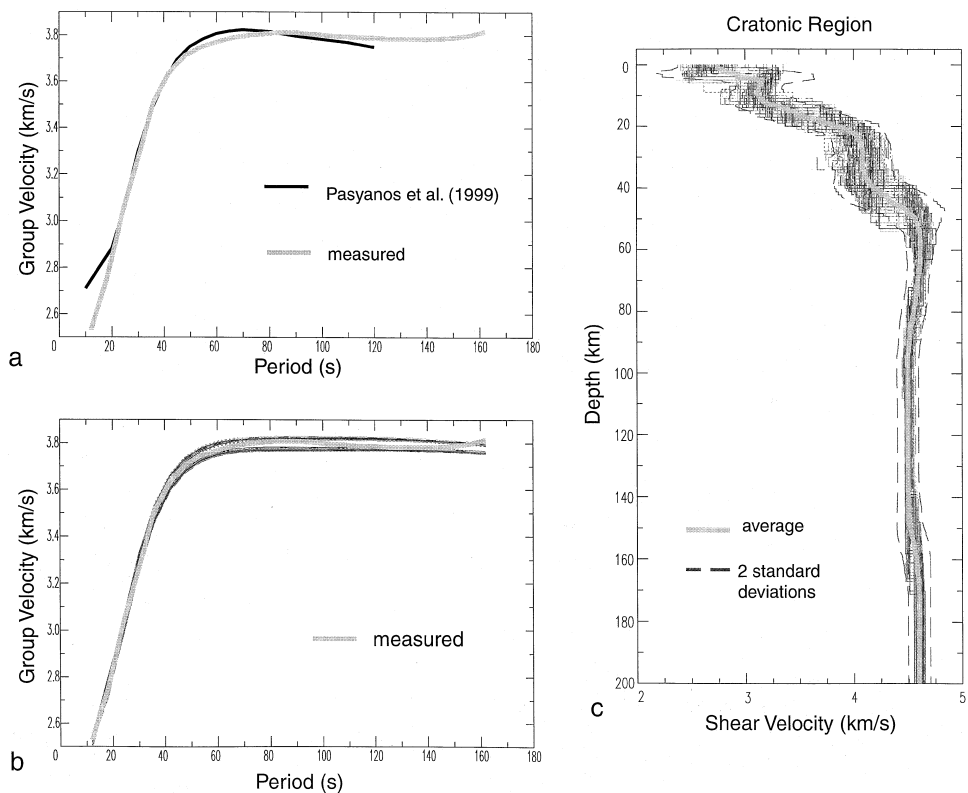 3.8
3.6
3.4
3.2
3.0
2.8
2.6
Group Velocity (km/s)
Pasyanos et al. (1999)
measured
0 20 40 60 80 100 120 140 160 180
Period (s)
a
3.8
3.6
3.4
3.2
3.0
2.8
2.6
Group Velocity (km/s)
measured
0 20 40 60 80 100 120 140 160 180
Period (s)
b
Cratonic Region
0
20
40
60
80
100
120
140
160
180
200
Depth (km)
average
2 standard
deviations
2 3 4 5
Shear Velocity (km/s)
c